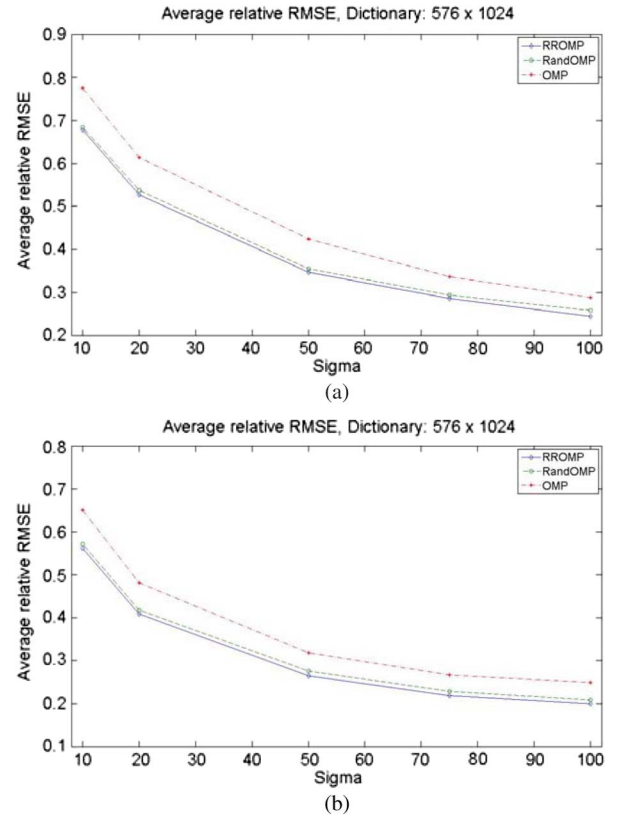 Average relative RMSE, Dictionary: 576 x 1024
0.9
0.8
0.7
0.6
0.5
0.4
0.3
0.2
Average relative RMSE
RROMP
RandOMP
OMP
10 20 30 40 50 60 70 80 90 100
Sigma
(a)
Average relative RMSE, Dictionary: 576 x 1024
0.8
0.7
0.6
0.5
0.4
0.3
0.2
0.1
Average relative RMSE
RROMP
RandOMP
OMP
10 20 30 40 50 60 70 80 90 100
Sigma
(b)